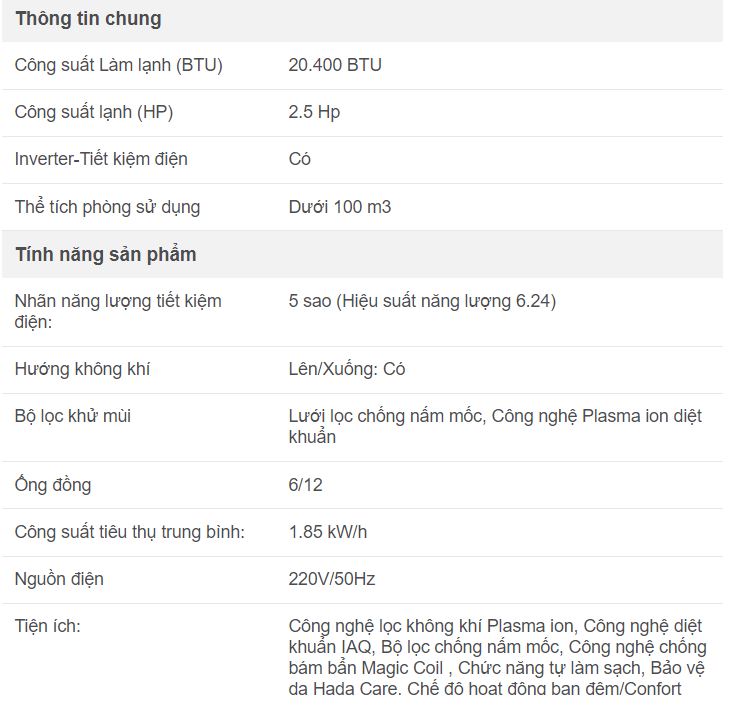 Thông tin chung
Công suất Làm lạnh (BTU) 20.400 BTU
Công suất lạnh (HP) 2.5 Hp
Inverter-Tiết kiệm điện Có
Thể tích phòng sử dụng Dưới 100 m3
Tính năng sản phẩm
Nhãn năng lượng tiết kiệm 5 sao (Hiệu suất năng lượng 6.24)
điện:
Hướng không khí Lên/Xuống: Có
Bộ lọc khử mùi Lưới lọc chống nấm mốc, Công nghệ Plasma ion diệt
khuẩn
Ống đồng 6/12
Công suất tiêu thụ trung bình: 1.85 kW/h
Nguồn điện 220V/50Hz
Tiện ích: Công nghệ lọc không khí Plasma ion, Công nghệ diệt
khuẩn IAQ, Bộ lọc chống nấm mốc, Công nghệ chống
bám bẩn Magic Coil , Chức năng tự làm sạch, Bảo vệ
da Hada Care, Chế độ hoạt động ban đêm/Confort